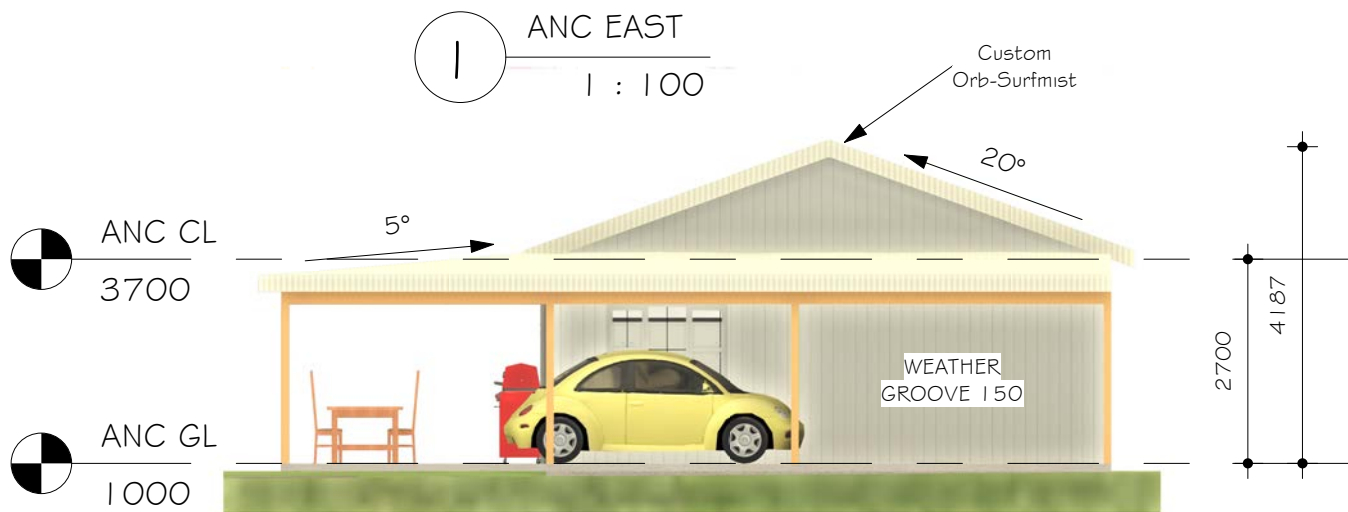 1
ANC EAST
1 : 100
Custom
Orb-Surfmist
20°
5°
ANC CL
3700
4187
2700
WEATHER
GROOVE 150
ANC GL
1000